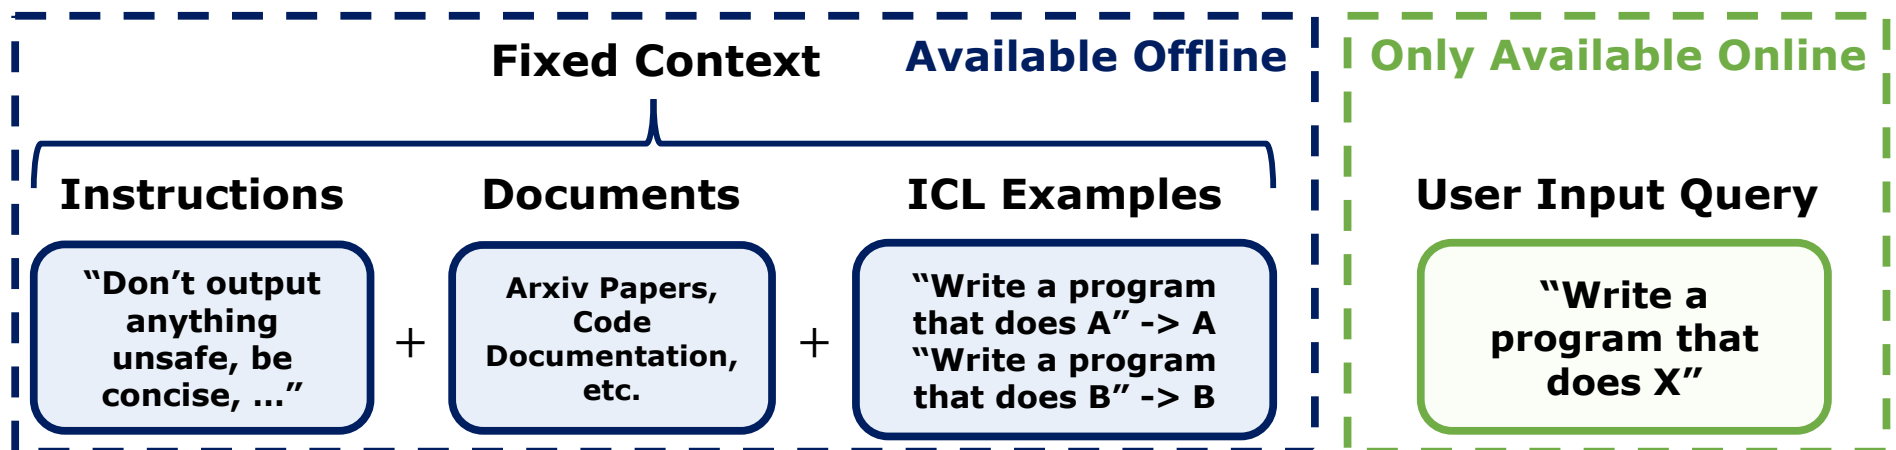 Fixed Context
Available Offline
Only Available Online
Instructions
Documents
ICL Examples
User Input Query
“Don’t output
anything
unsafe, be
concise, …”
+
Arxiv Papers,
Code
Documentation,
etc.
+
“Write a program
that does A” -> A
“Write a program
that does B” -> B
“Write a
program that
does X”